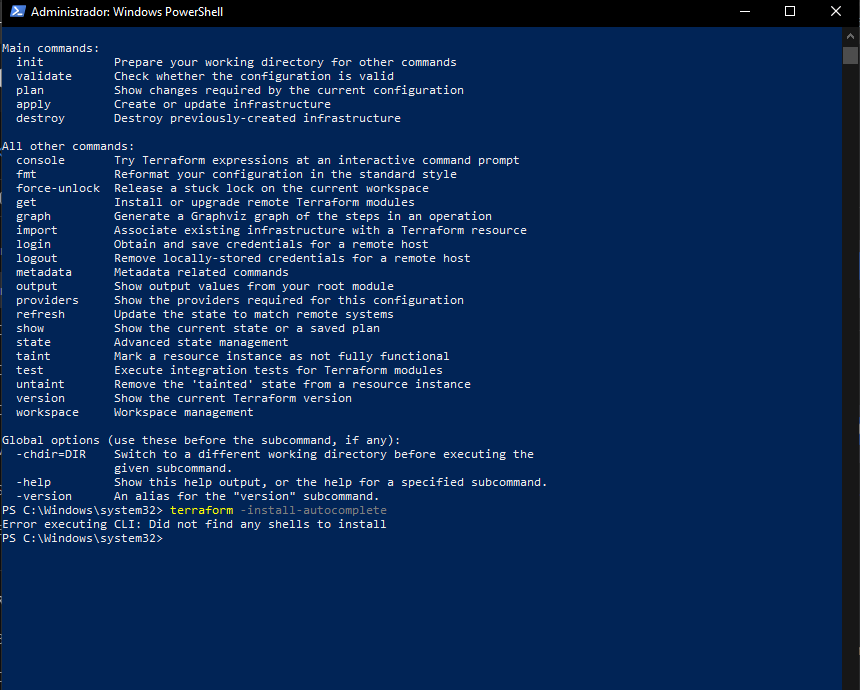 Administrador: Windows PowerShell
Main commands:
  init          Prepare your working directory for other commands
  validate      Check whether the configuration is valid
  plan          Show changes required by the current configuration
  apply         Create or update infrastructure
  destroy       Destroy previously-created infrastructure
All other commands:
  console       Try Terraform expressions at an interactive command prompt
  fmt           Reformat your configuration in the standard style
  force-unlock  Release a stuck lock on the current workspace
  get           Install or upgrade remote Terraform modules
  graph         Generate a Graphviz graph of the steps in an operation
  import        Associate existing infrastructure with a Terraform resource
  login         Obtain and save credentials for a remote host
  logout        Remove locally-stored credentials for a remote host
  metadata      Metadata related commands
  output        Show output values from your root module
  providers     Show the providers required for this configuration
  refresh       Update the state to match remote systems
  show          Show the current state or a saved plan
  state         Advanced state management
  taint         Mark a resource instance as not fully functional
  test          Execute integration tests for Terraform modules
  untaint       Remove the 'tainted' state from a resource instance
  version       Show the current Terraform version
  workspace     Workspace management
Global options (use these before the subcommand, if any):
  -chdir=DIR    Switch to a different working directory before executing the
                given subcommand.
  -help         Show this help output, or the help for a specified subcommand.
  -version      An alias for the "version" subcommand.
PS C:\Windows\system32> terraform -install-autocomplete
Error executing CLI: Did not find any shells to install
PS C:\Windows\system32>